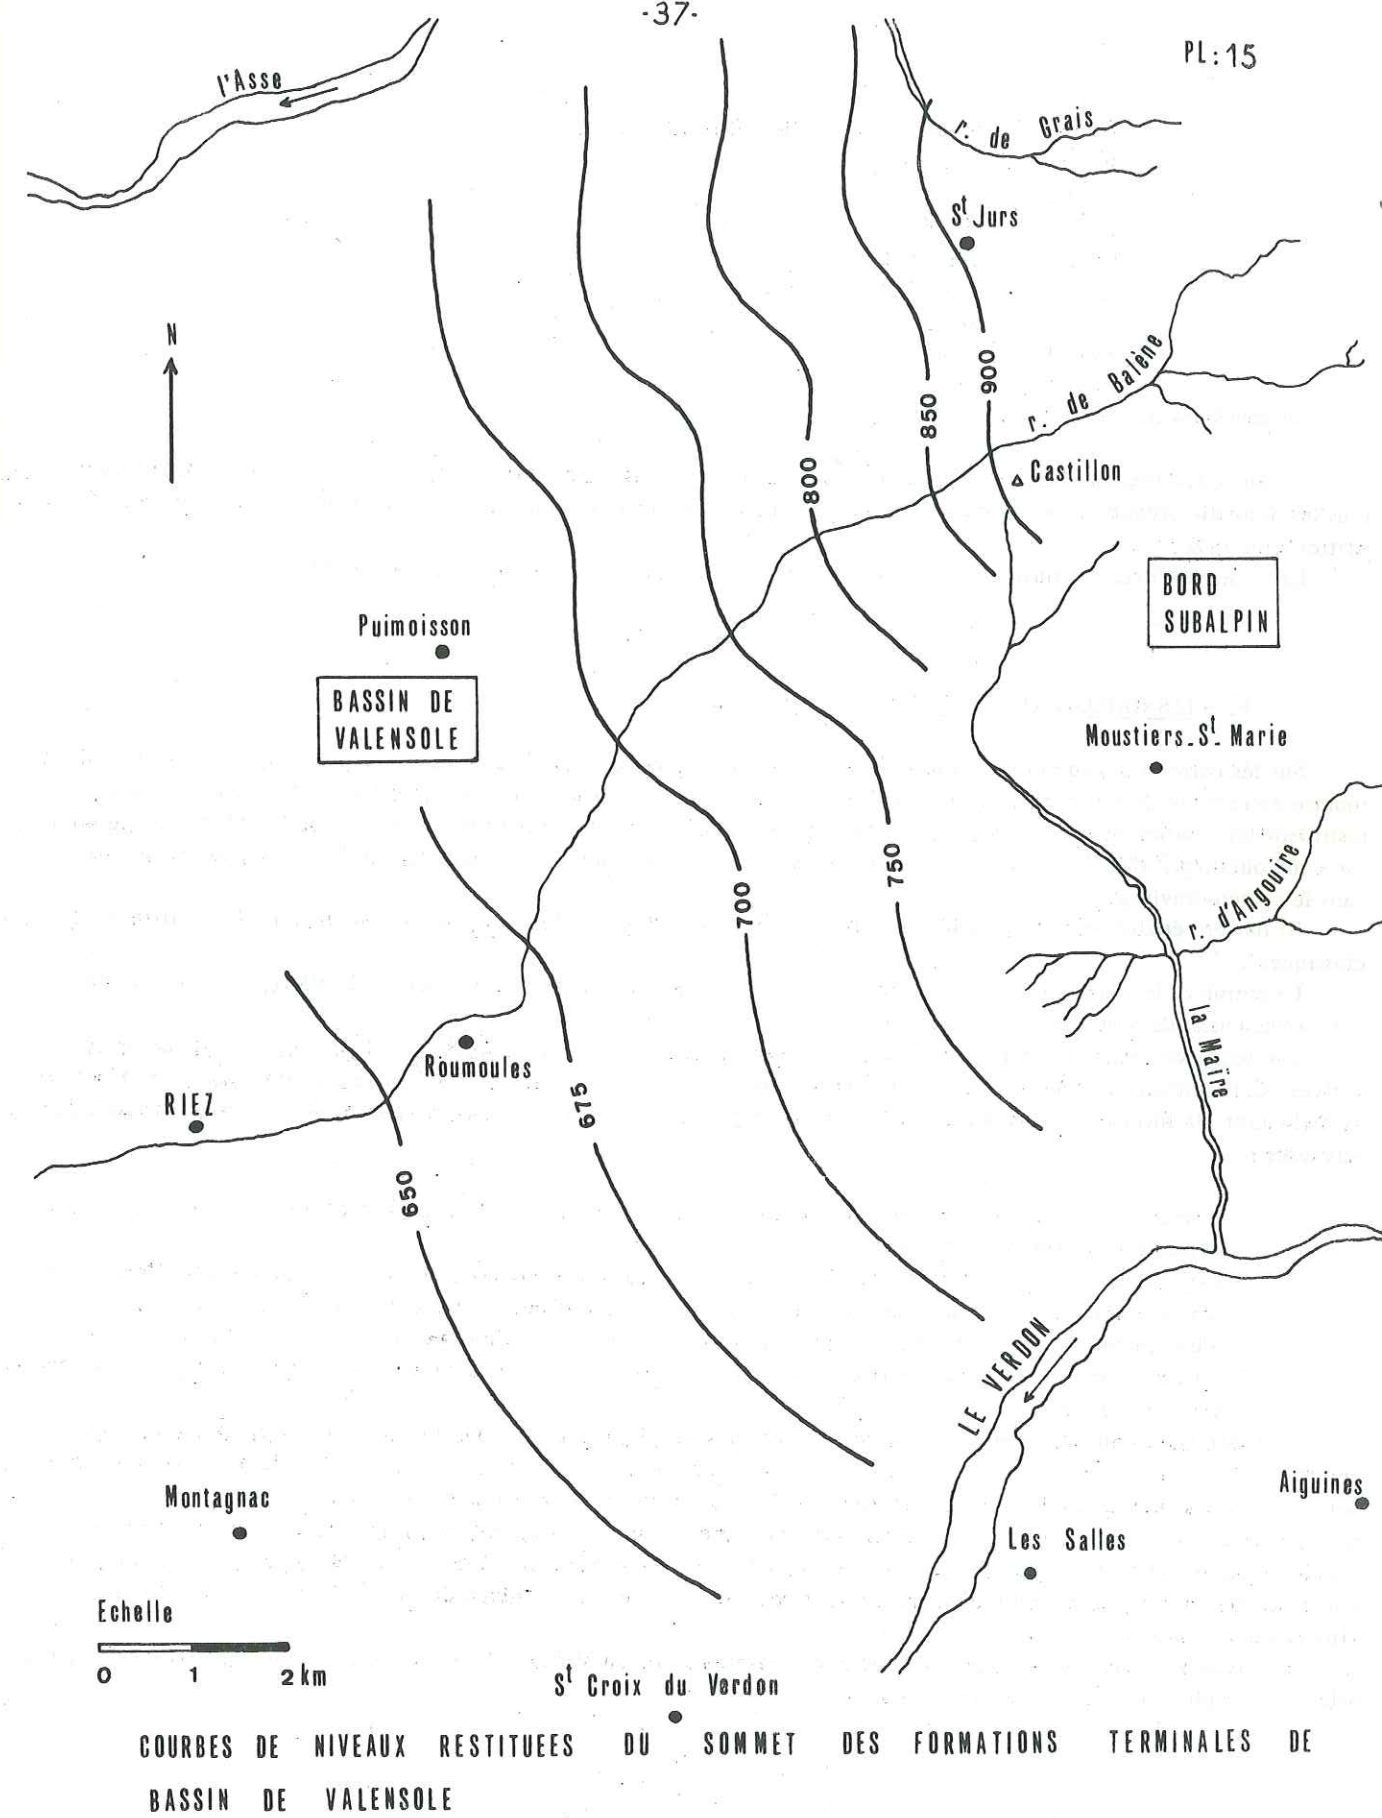 -37-
PL:15
l'Asse
r. de Grais
St Jurs
N
r. de Balène
900
850
Castillon
800
BORD
SUBALPIN
Puimoisson
BASSIN DE
VALENSOLE
Moustiers-St-Marie
750
r. d'Angouire
700
la Maïre
Roumoules
RIEZ
675
650
LE VERDON
Montagnac
Aiguines
Les Salles
Echelle
0 1 2 km
St Croix du Verdon
COURBES DE NIVEAUX RESTITUEES DU SOMMET DES FORMATIONS TERMINALES DE
BASSIN DE VALENSOLE